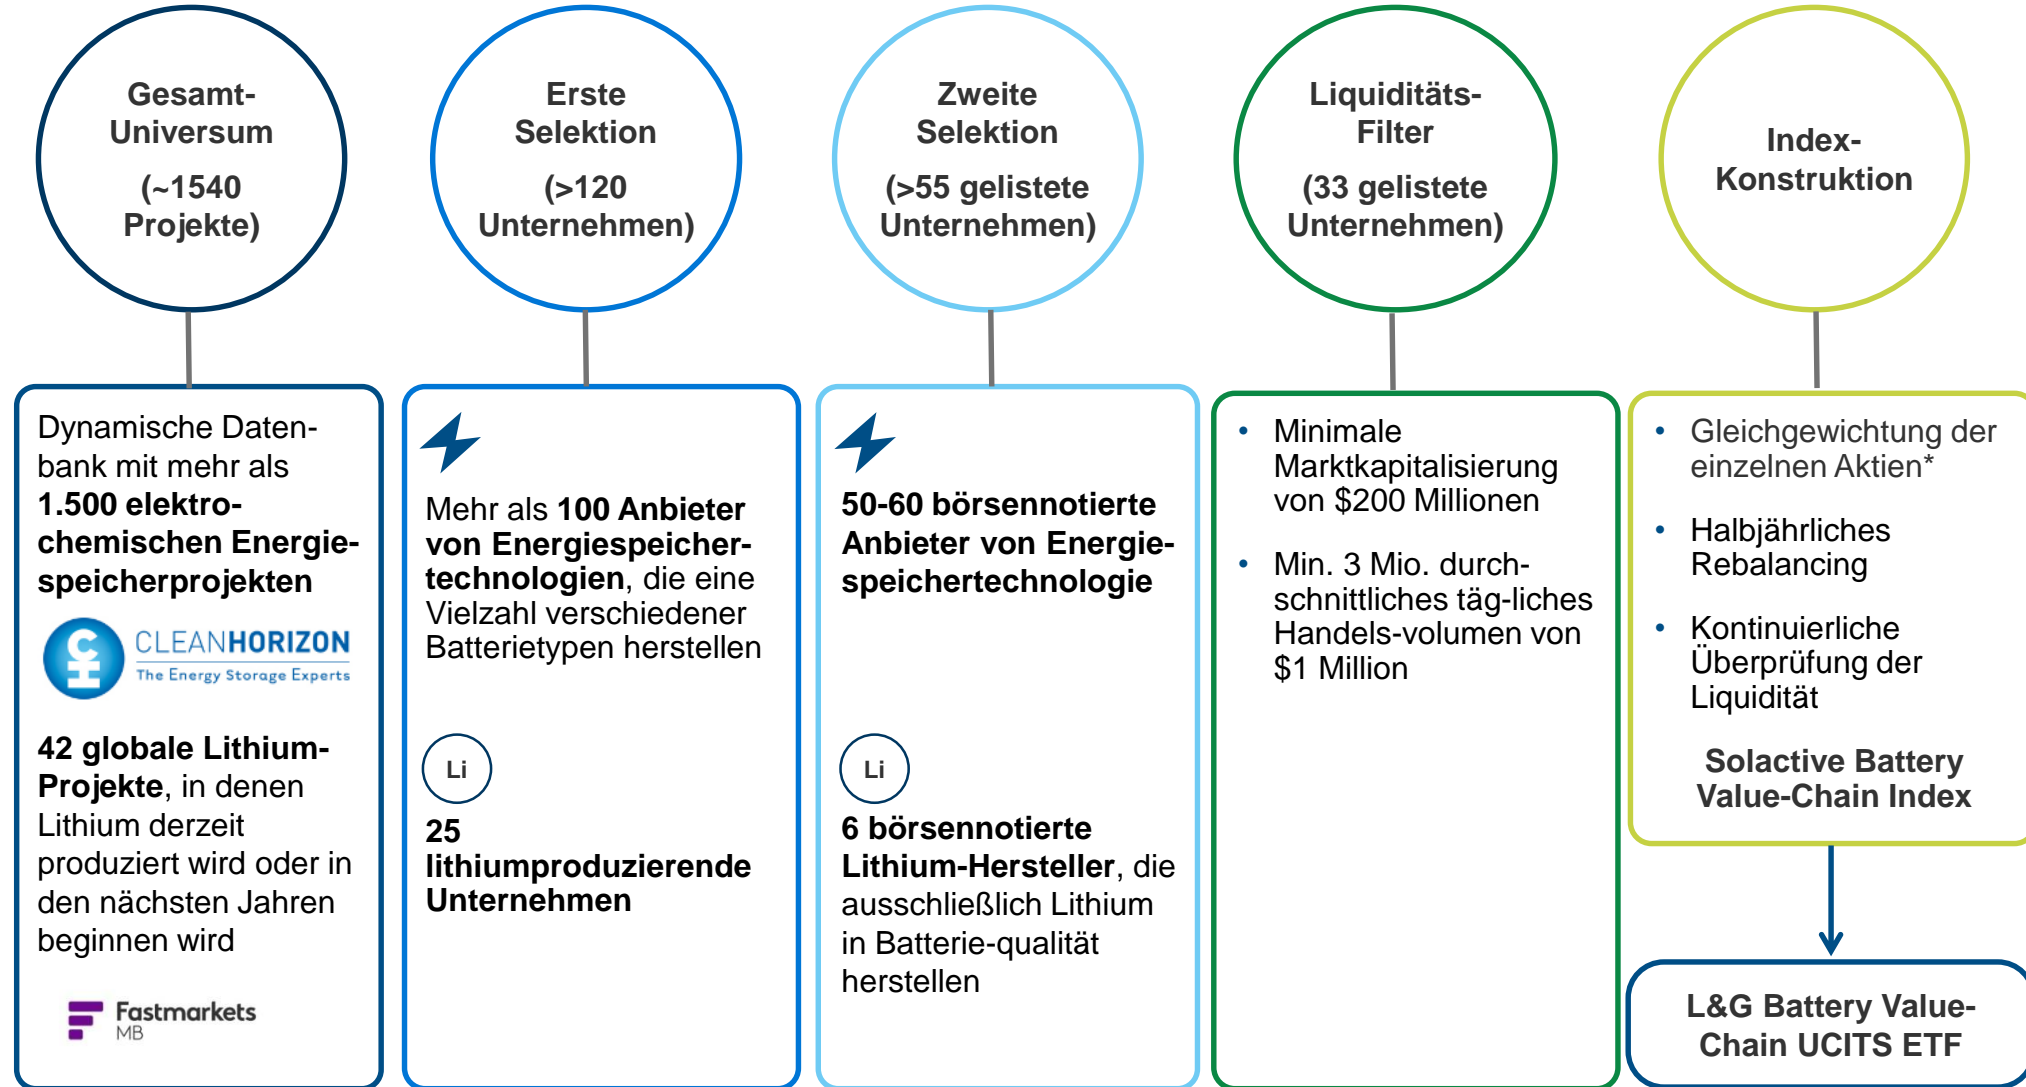 Gesamt-
Universum
(~1540
Projekte)
Erste
Selektion
(>120
Unternehmen)
Zweite
Selektion
(>55 gelistete
Unternehmen)
Liquiditäts-
Filter
(33 gelistete
Unternehmen)
Index-
Konstruktion
Dynamische Daten-
bank mit mehr als
1.500 elektro-
chemischen Energie-
speicherprojekten
CH
CLEANHORIZON
The Energy Storage Experts
42 globale Lithium-
Projekte, in denen
Lithium derzeit
produziert wird oder in
den nächsten Jahren
beginnen wird
Fastmarkets
MB
Mehr als 100 Anbieter
von Energiespeicher-
technologien, die eine
Vielzahl verschiedener
Batterietypen herstellen
Li
25
lithiumproduzierende
Unternehmen
50-60 börsennotierte
Anbieter von Energie-
speichertechnologie
Li
6 börsennotierte
Lithium-Hersteller, die
ausschließlich Lithium
in Batterie-qualität
herstellen
• Minimale
Marktkapitalisierung
von $200 Millionen
• Min. 3 Mio. durch-
schnittliches täg-liches
Handels-volumen von
$1 Million
• Gleichgewichtung der
einzelnen Aktien*
• Halbjährliches
Rebalancing
• Kontinuierliche
Überprüfung der
Liquidität
Solactive Battery
Value-Chain Index
L&G Battery Value-
Chain UCITS ETF